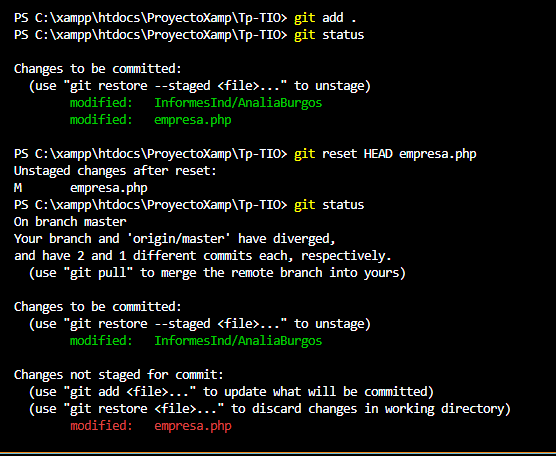 PS C:\xampp\htdocs\ProyectoXamp\Tp-TIO> git add .
PS C:\xampp\htdocs\ProyectoXamp\Tp-TIO> git status
Changes to be committed:
  (use "git restore --staged <file>..." to unstage)
        modified:   InformesInd/AnaliaBurgos
        modified:   empresa.php
PS C:\xampp\htdocs\ProyectoXamp\Tp-TIO> git reset HEAD empresa.php
Unstaged changes after reset:
M       empresa.php
PS C:\xampp\htdocs\ProyectoXamp\Tp-TIO> git status
On branch master
Your branch and 'origin/master' have diverged,
and have 2 and 1 different commits each, respectively.
  (use "git pull" to merge the remote branch into yours)
Changes to be committed:
  (use "git restore --staged <file>..." to unstage)
        modified:   InformesInd/AnaliaBurgos
Changes not staged for commit:
  (use "git add <file>..." to update what will be committed)
  (use "git restore <file>..." to discard changes in working directory)
        modified:   empresa.php